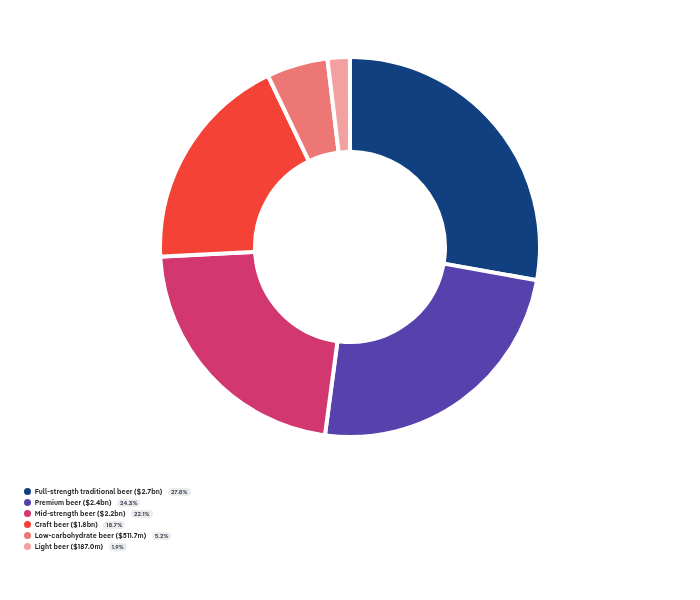 Full-strength traditional beer ($2.7bn) 27.8%
Premium beer ($2.4bn) 24.3%
Mid-strength beer ($2.2bn) 22.1%
Craft beer ($1.8bn) 18.7%
Low-carbohydrate beer ($511.7m) 5.2%
Light beer ($187.0m) 1.9%